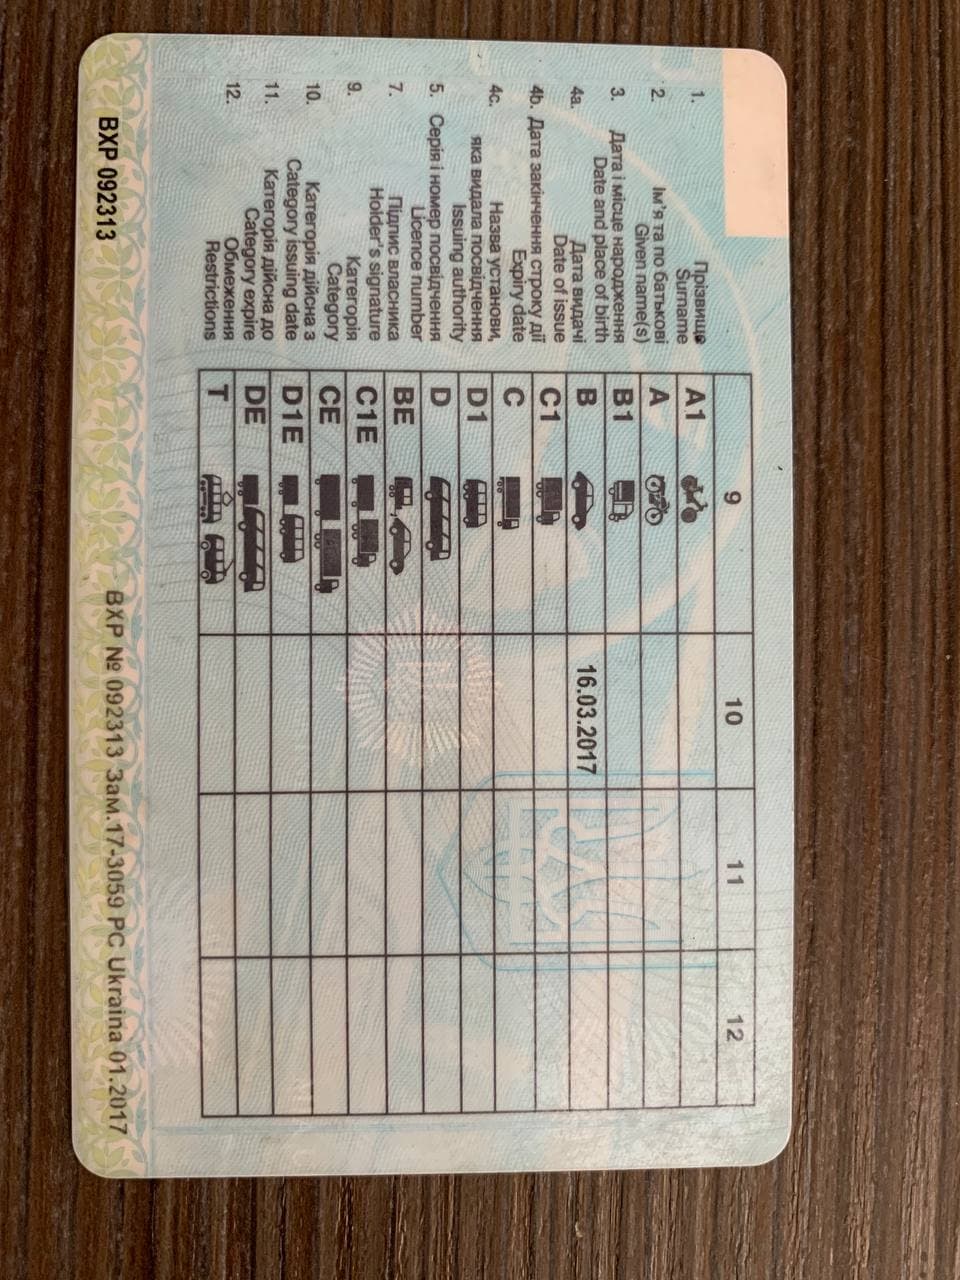 1. Прізвище
Surname
2. Ім'я та по батькові
Given name(s)
3. Дата і місце народження
Date and place of birth
4a. Дата видачі
Date of issue
4b. Дата закінчення строку дії
Expiry date
4c. Назва установи,
яка видала посвідчення
Issuing authority
5. Серія і номер посвідчення
Licence number
7. Підпис власника
Holder's signature
9. Категорія
Category
10. Категорія дійсна з
Category issuing date
11. Категорія дійсна до
Category expire
12. Обмеження
Restrictions
9 10 11 12
A1
A
B1
B 16.03.2017
C1
C
D1
D
BE
C1E
CE
D1E
DE
T
BXP 092313
BXP № 092313 Зам.17-3059 PC Ukraina 01.2017